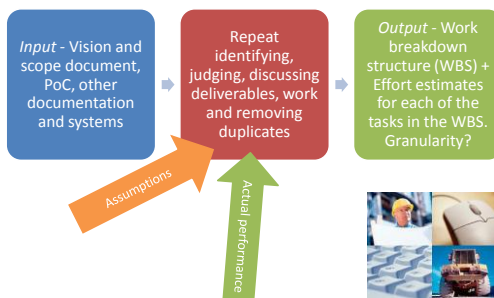 Input - Vision and
scope document,
PoC, other
documentation
and systems
Repeat
identifying,
judging, discussing
deliverables, work
and removing
duplicates
Output - Work
breakdown
structure (WBS) +
Effort estimates
for each of the
tasks in the WBS.
Granularity?
Assumptions
Actual performance